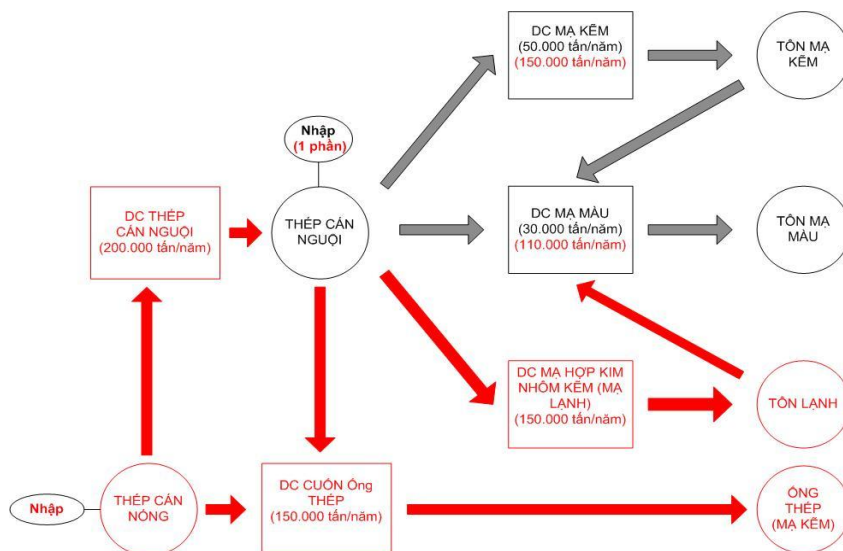 DC MẠ KẼM
(50.000 tấn/năm)
(150.000 tấn/năm)
TÔN MẠ
KẼM
Nhập
(1 phần)
DC THÉP
CÁN NGUỘI
(200.000 tấn/năm)
THÉP CÁN
NGUỘI
DC MẠ MÀU
(30.000 tấn/năm)
(110.000 tấn/năm)
TÔN MẠ
MÀU
DC MẠ HỢP KIM
NHÔM KẼM (MẠ
LẠNH)
(150.000 tấn/năm)
TÔN LẠNH
Nhập
THÉP CÁN
NÓNG
DC CUỐN Ống
THÉP
(150.000 tấn/năm)
ỐNG
THÉP
(MẠ KẼM)